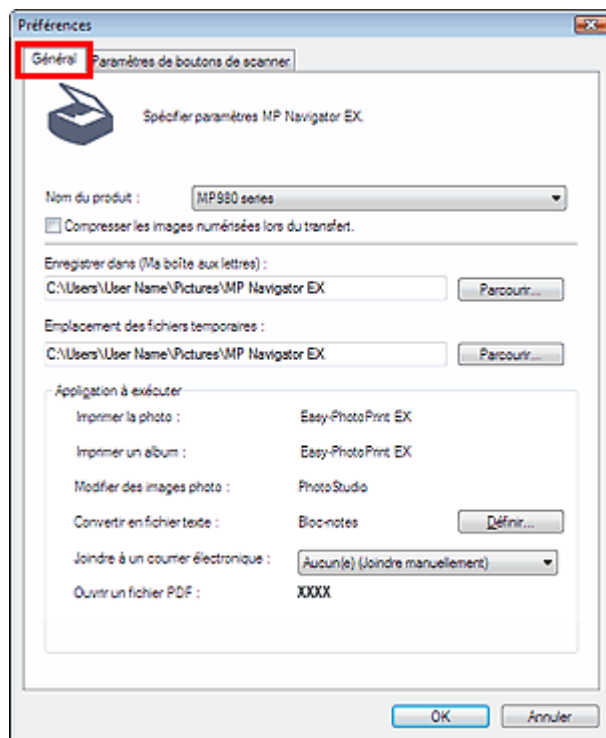 Préférences
Général Paramètres de boutons de scanner
Spécifier paramètres MP Navigator EX.
Nom du produit : MP980 series
Compresser les images numérisées lors du transfert.
Enregistrer dans (Ma boîte aux lettres) :
C:\Users\User Name\Pictures\MP Navigator EX Parcourir...
Emplacement des fichiers temporaires :
C:\Users\User Name\Pictures\MP Navigator EX Parcourir...
Application à exécuter
Imprimer la photo : Easy-PhotoPrint EX
Imprimer un album : Easy-PhotoPrint EX
Modifier des images photo : PhotoStudio
Convertir en fichier texte : Bloc-notes Définir...
Joindre à un courrier électronique : Aucun(e) (Joindre manuellement)
Ouvrir un fichier PDF : XXXX
OK Annuler